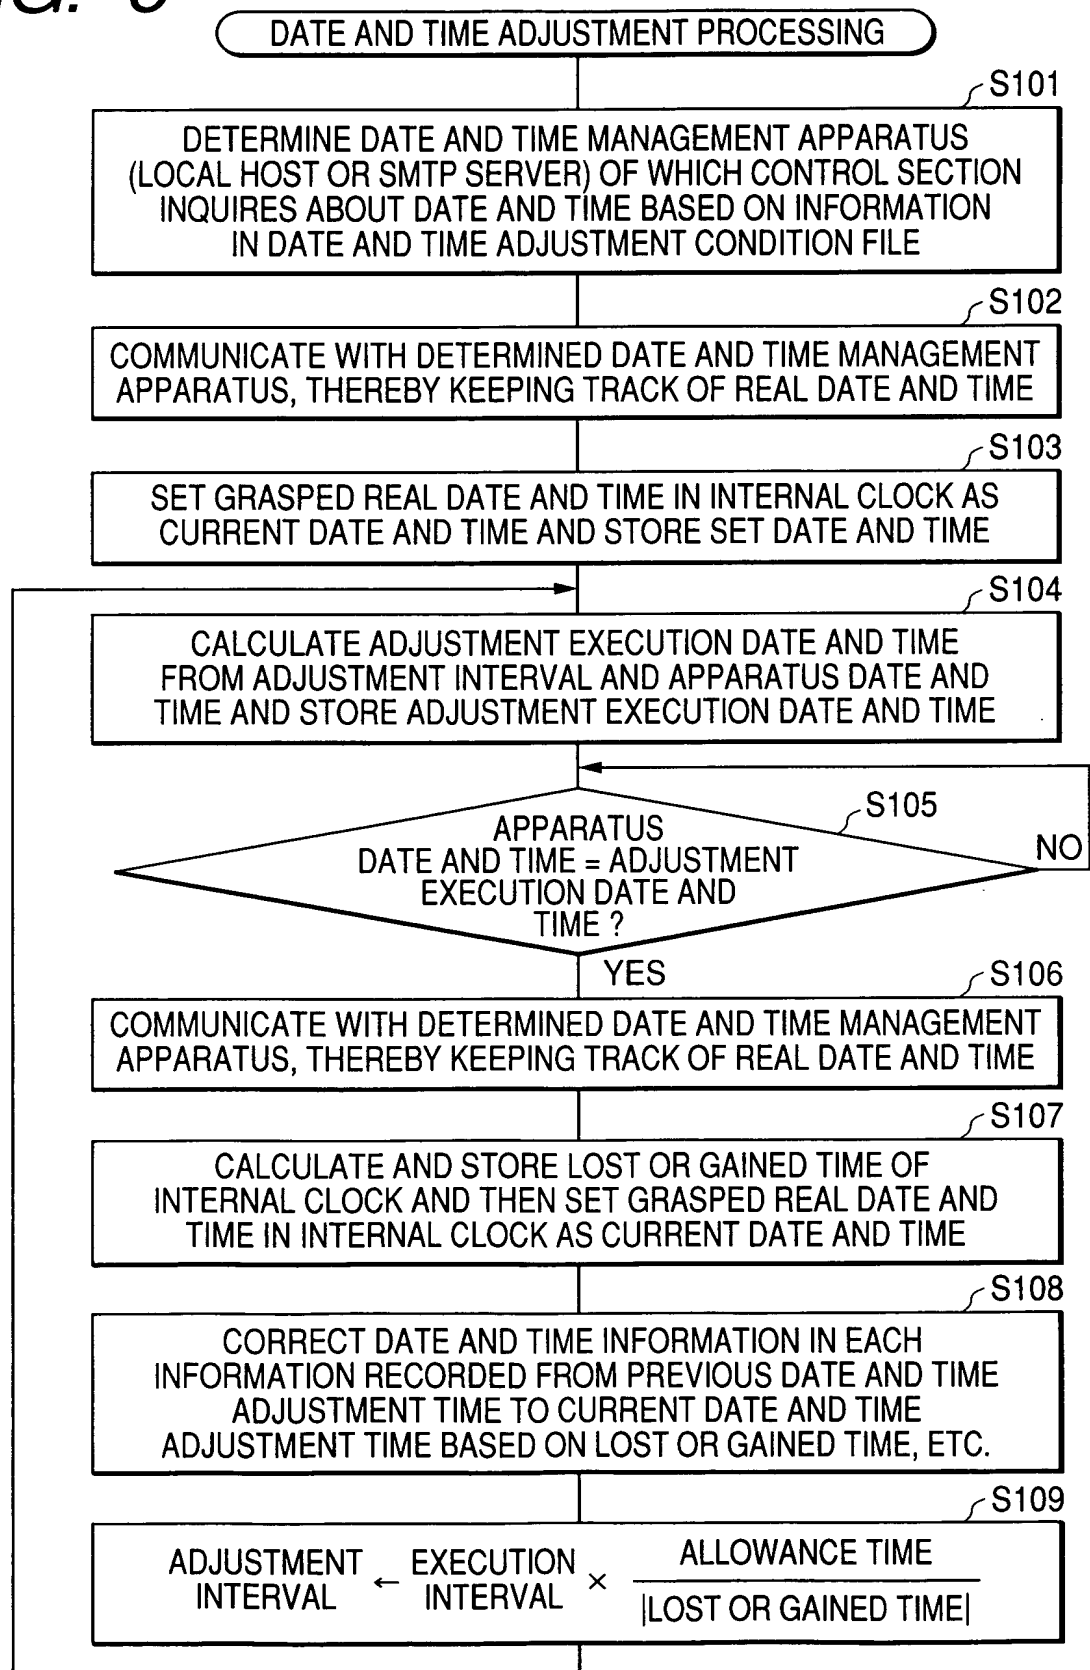 DATE AND TIME ADJUSTMENT PROCESSING
S101
DETERMINE DATE AND TIME MANAGEMENT APPARATUS
(LOCAL HOST OR SMTP SERVER) OF WHICH CONTROL SECTION
INQUIRES ABOUT DATE AND TIME BASED ON INFORMATION
IN DATE AND TIME ADJUSTMENT CONDITION FILE
S102
COMMUNICATE WITH DETERMINED DATE AND TIME MANAGEMENT
APPARATUS, THEREBY KEEPING TRACK OF REAL DATE AND TIME
S103
SET GRASPED REAL DATE AND TIME IN INTERNAL CLOCK AS
CURRENT DATE AND TIME AND STORE SET DATE AND TIME
S104
CALCULATE ADJUSTMENT EXECUTION DATE AND TIME
FROM ADJUSTMENT INTERVAL AND APPARATUS DATE AND
TIME AND STORE ADJUSTMENT EXECUTION DATE AND TIME
S105
APPARATUS
DATE AND TIME = ADJUSTMENT
EXECUTION DATE AND
TIME ?
NO
YES
S106
COMMUNICATE WITH DETERMINED DATE AND TIME MANAGEMENT
APPARATUS, THEREBY KEEPING TRACK OF REAL DATE AND TIME
S107
CALCULATE AND STORE LOST OR GAINED TIME OF
INTERNAL CLOCK AND THEN SET GRASPED REAL DATE AND
TIME IN INTERNAL CLOCK AS CURRENT DATE AND TIME
S108
CORRECT DATE AND TIME INFORMATION IN EACH
INFORMATION RECORDED FROM PREVIOUS DATE AND TIME
ADJUSTMENT TIME TO CURRENT DATE AND TIME
ADJUSTMENT TIME BASED ON LOST OR GAINED TIME, ETC.
S109
ADJUSTMENT INTERVAL ← EXECUTION INTERVAL × ALLOWANCE TIME
|LOST OR GAINED TIME|